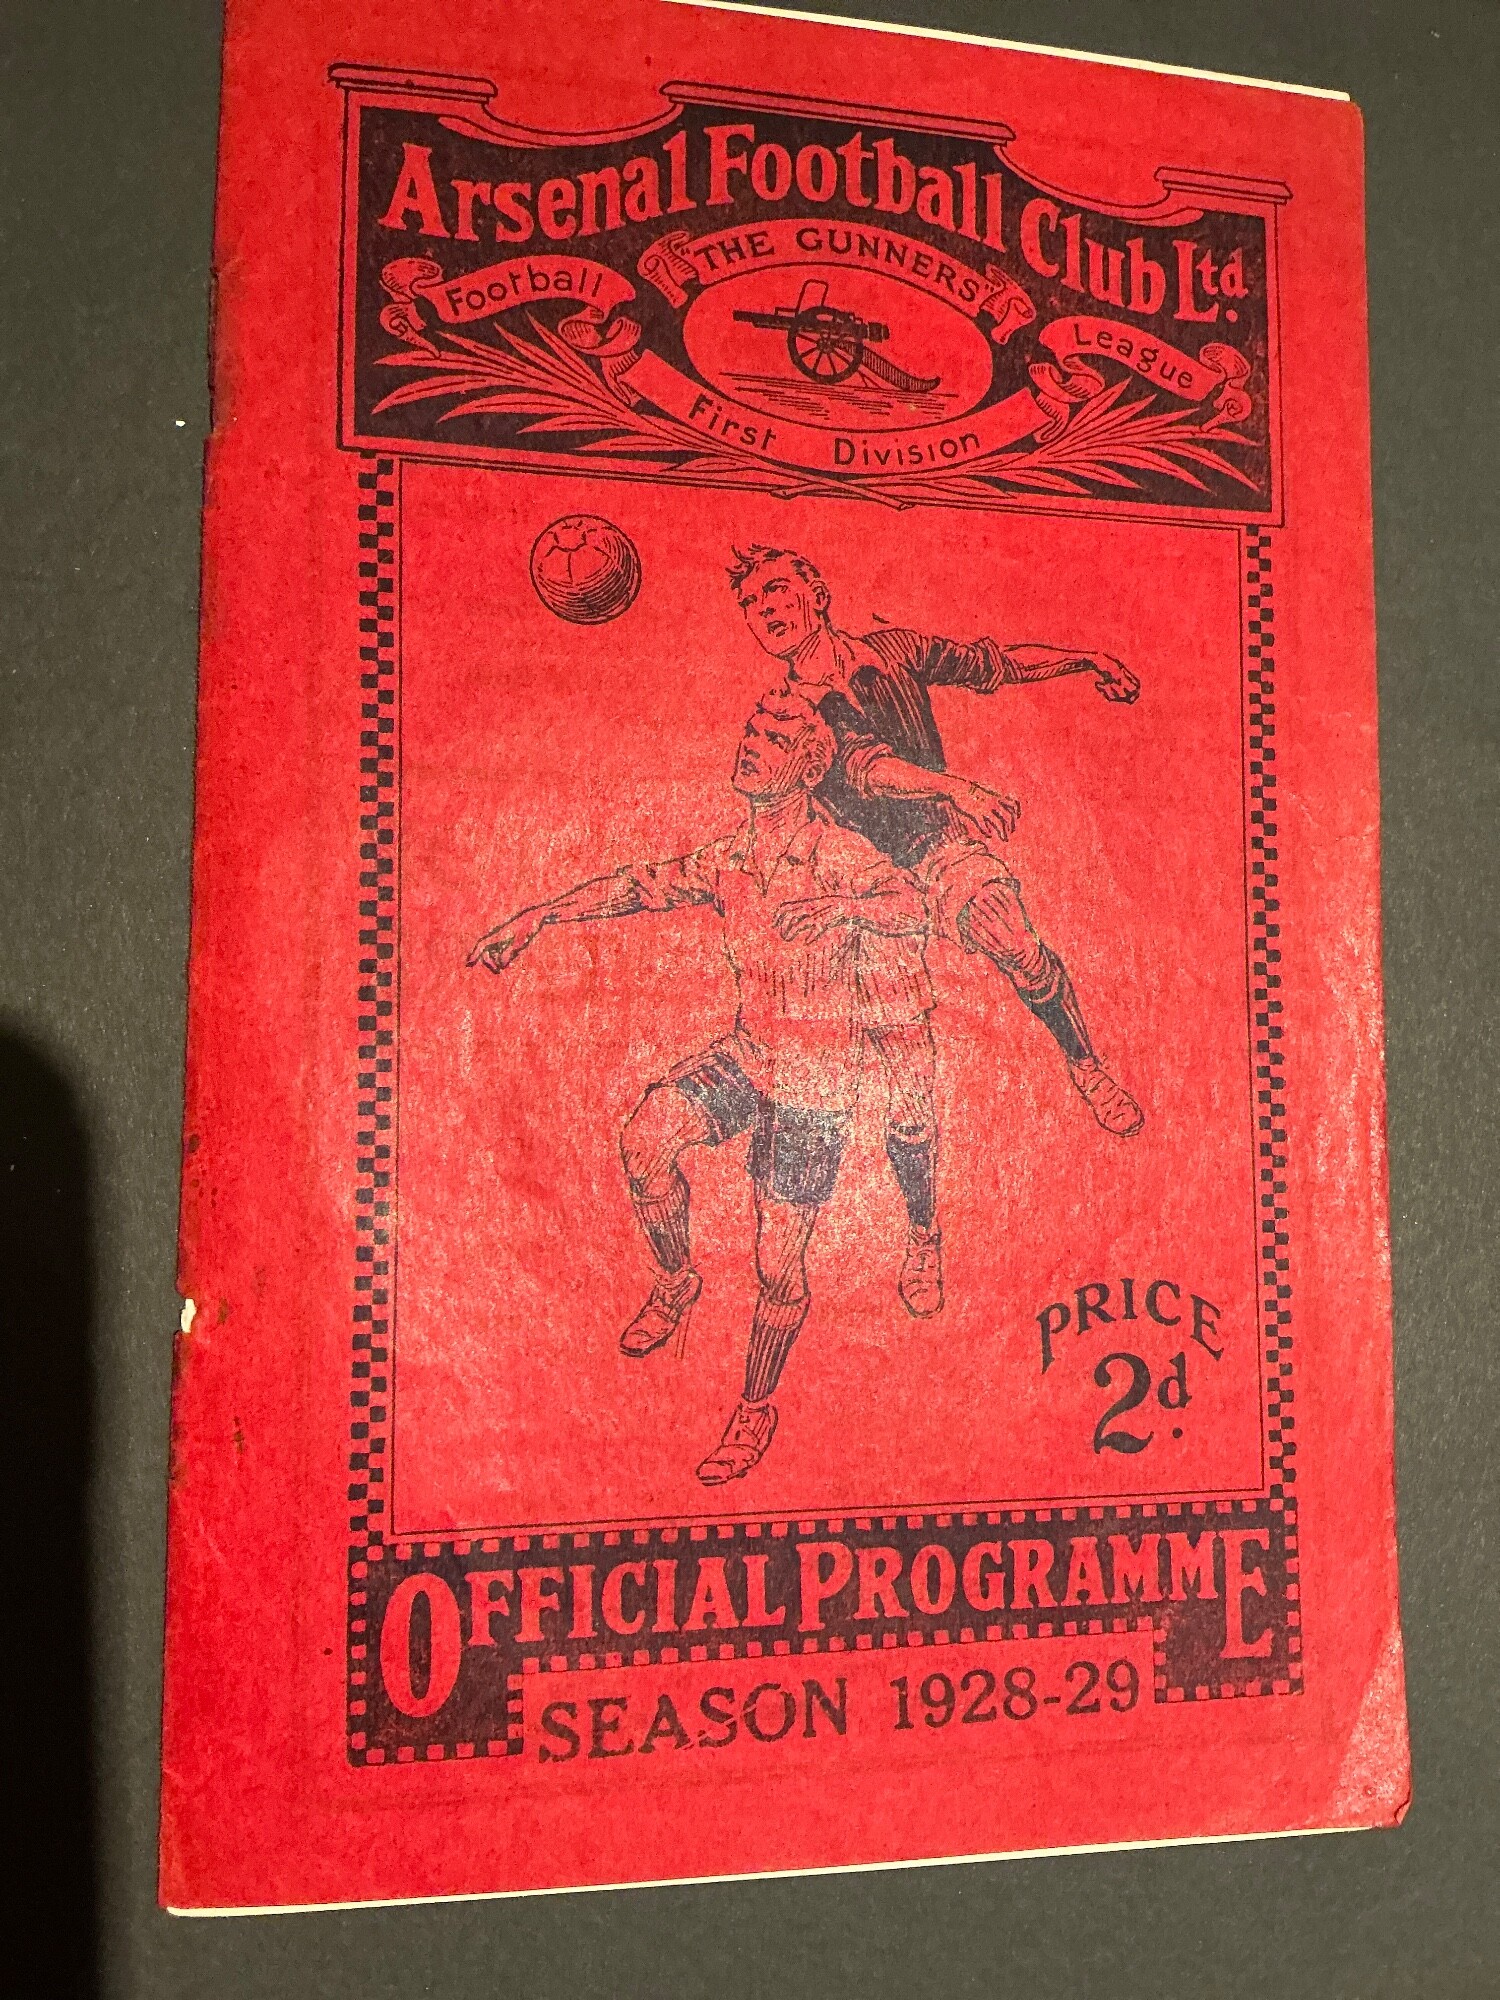 Arsenal Football Club Ltd.
"THE GUNNERS"
Football League
First Division
PRICE
2d.
OFFICIAL PROGRAMME
SEASON 1928-29